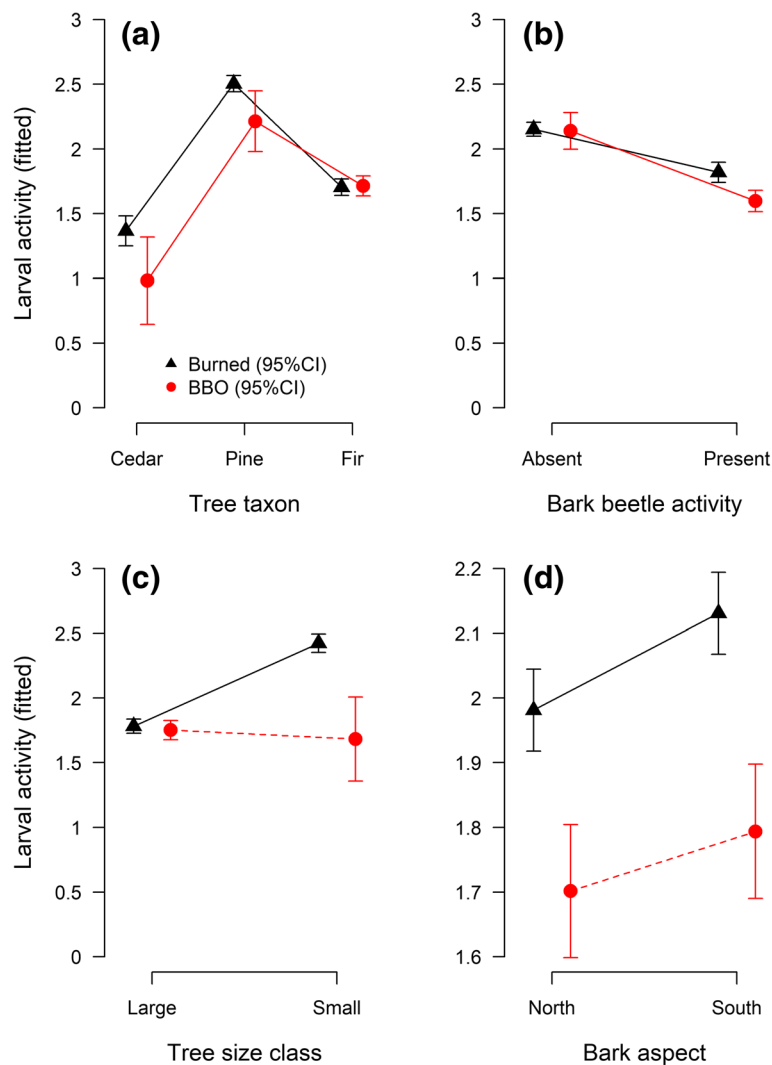 (a)
3
2.5
2
1.5
1
0.5
0
Larval activity (fitted)
Burned (95%CI)
BBO (95%CI)
Cedar Pine Fir
Tree taxon
(b)
3
2.5
2
1.5
1
0.5
0
Absent Present
Bark beetle activity
(c)
3
2.5
2
1.5
1
0.5
0
Larval activity (fitted)
Large Small
Tree size class
(d)
2.2
2.1
2
1.9
1.8
1.7
1.6
North South
Bark aspect